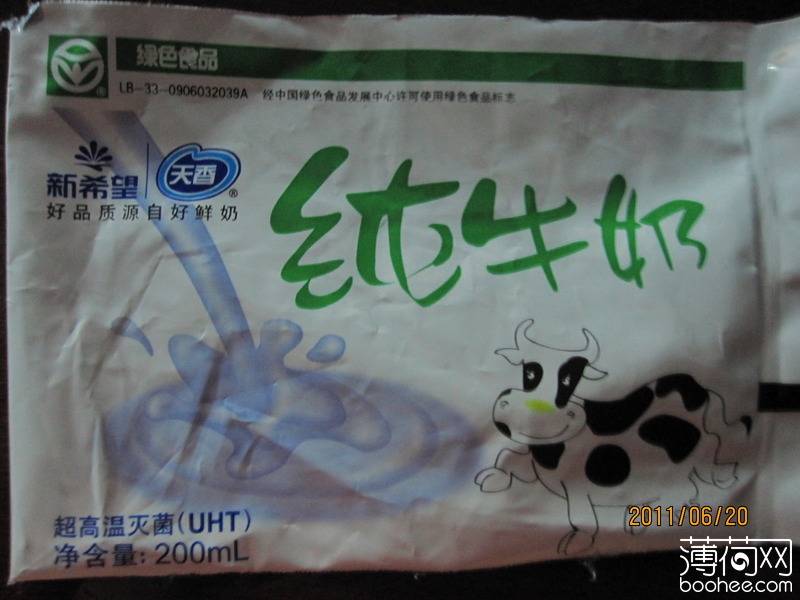 绿色食品
LB-33-0906032039A 经中国绿色食品发展中心许可使用绿色食品标志
新希望 天香®
好品质源自好鲜奶
纯牛奶
超高温灭菌(UHT)
净含量: 200mL
2011/06/20
薄荷网
boohee.com